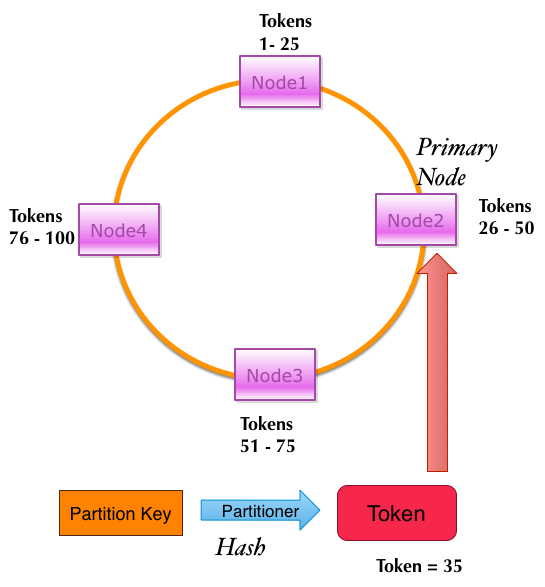 Tokens
1- 25
Node1
Primary
Node
Node2
Tokens
26 - 50
Tokens
76 - 100
Node4
Node3
Tokens
51 - 75
Partition Key
Partitioner
Hash
Token
Token = 35